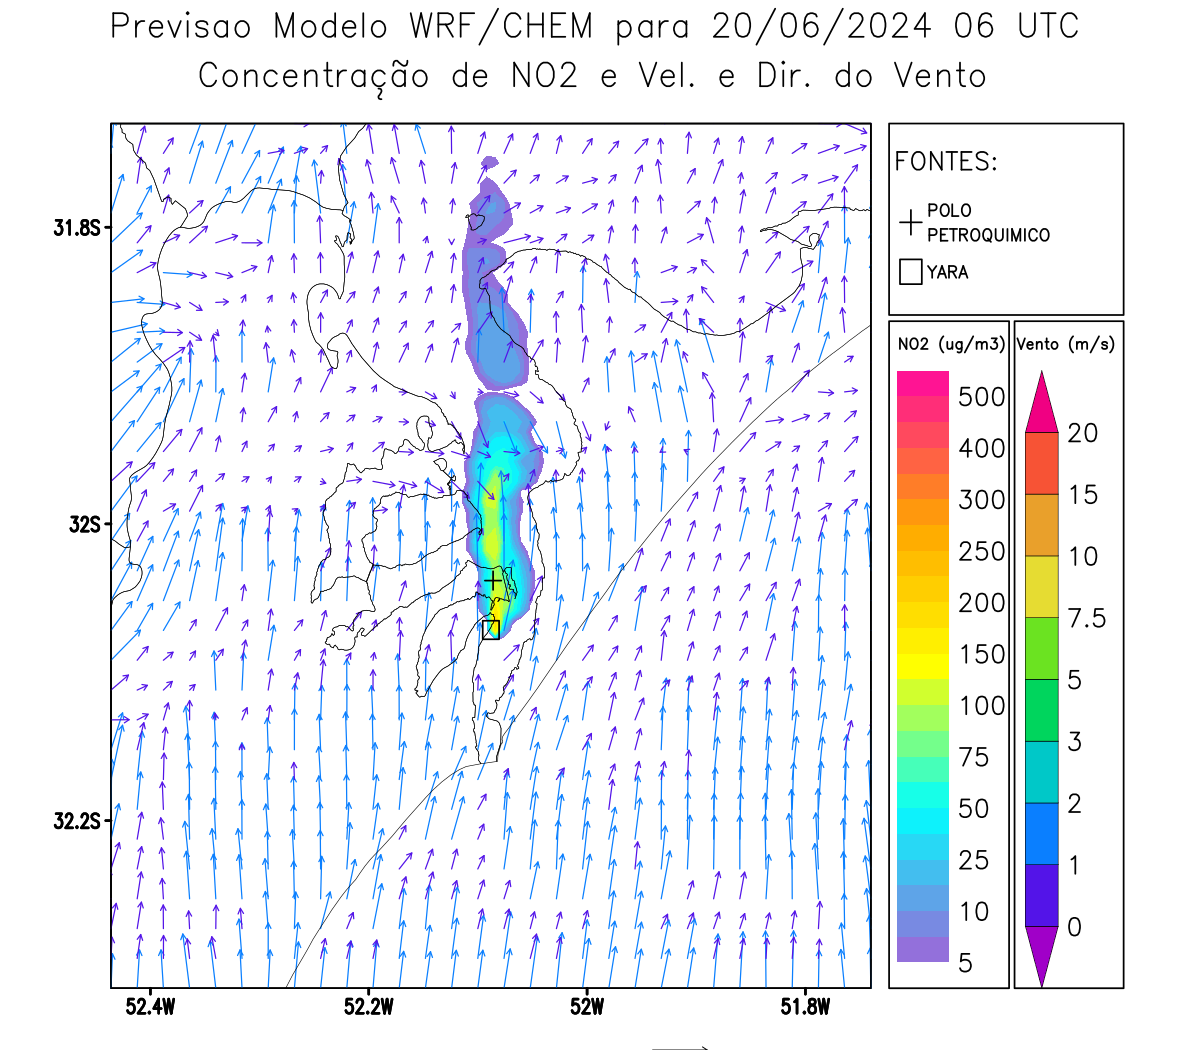 Previsao Modelo WRF/CHEM para 20/06/2024 06 UTC
Concentração de NO2 e Vel. e Dir. do Vento
FONTES:
POLO
PETROQUIMICO
YARA
NO2 (ug/m3)
500
400
300
250
200
150
100
75
50
25
10
5
Vento (m/s)
20
15
10
7.5
5
3
2
1
0
31.8S
32S
32.2S
52.4W
52.2W
52W
51.8W